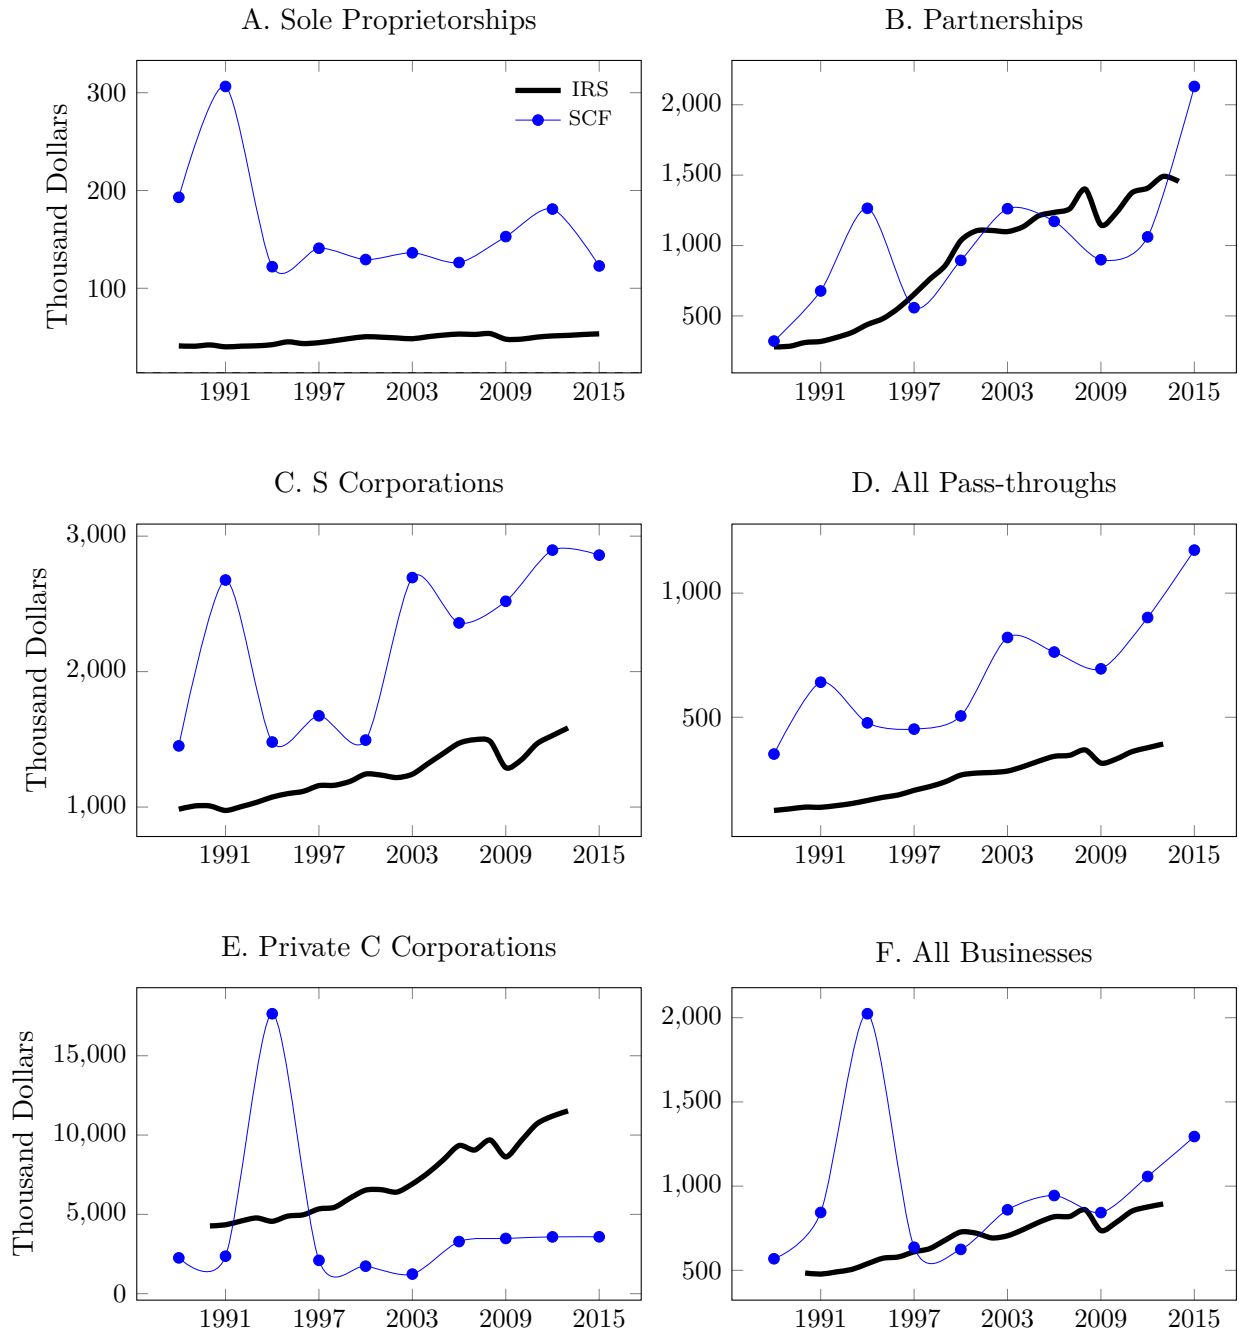 A. Sole Proprietorships
B. Partnerships
Thousand Dollars
300
200
100
IRS
SCF
1991 1997 2003 2009 2015
2,000
1,500
1,000
500
1991 1997 2003 2009 2015
C. S Corporations
D. All Pass-throughs
Thousand Dollars
3,000
2,000
1,000
1991 1997 2003 2009 2015
1,000
500
1991 1997 2003 2009 2015
E. Private C Corporations
F. All Businesses
Thousand Dollars
15,000
10,000
5,000
0
1991 1997 2003 2009 2015
2,000
1,500
1,000
500
1991 1997 2003 2009 2015